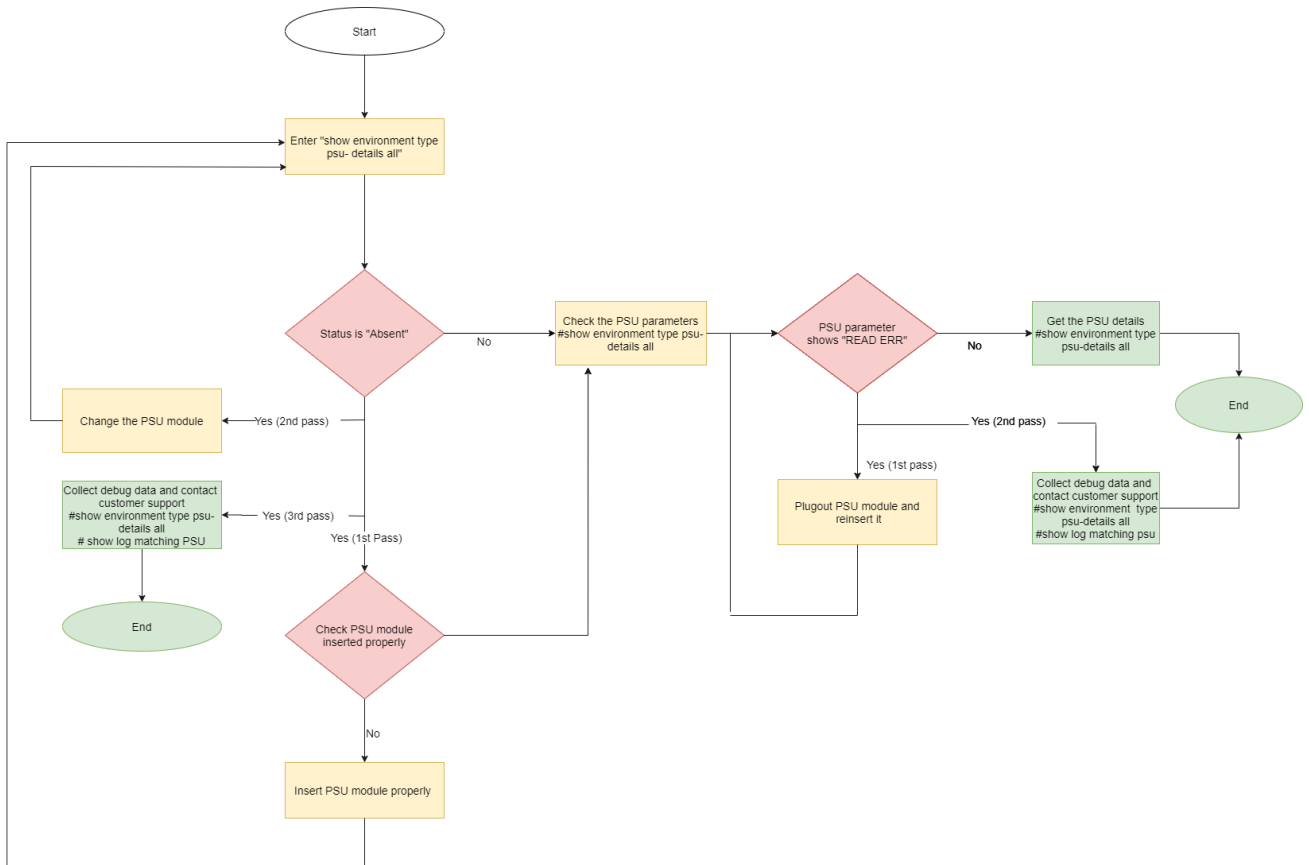 Start
Enter "show environment type
psu- details all"
Status is "Absent"
No
Check the PSU parameters
#show environment type psu-
details all
PSU parameter
shows "READ ERR"
No
Get the PSU details
#show environment type
psu-details all
End
Change the PSU module
Yes (2nd pass)
Yes (2nd pass)
Yes (1st pass)
Collect debug data and contact
customer support
#show environment type psu-
details all
# show log matching PSU
Yes (3rd pass)
Yes (1st Pass)
Plugout PSU module and
reinsert it
Collect debug data and
contact customer support
#show environment  type
psu-details all
#show log matching psu
End
Check PSU module
inserted properly
No
Insert PSU module properly